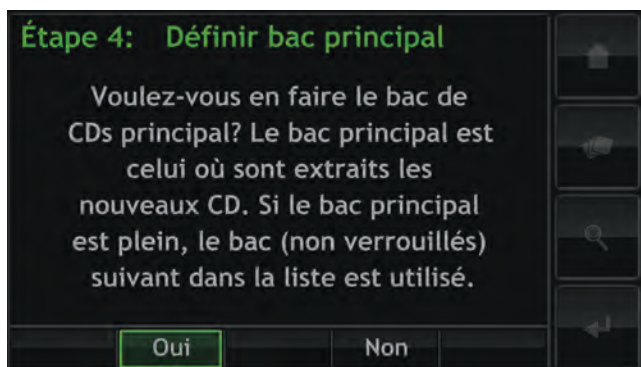 Étape 4: Définir bac principal
Voulez-vous en faire le bac de
CDs principal? Le bac principal est
celui où sont extraits les
nouveaux CD. Si le bac principal
est plein, le bac (non verrouillés)
suivant dans la liste est utilisé.
Oui Non